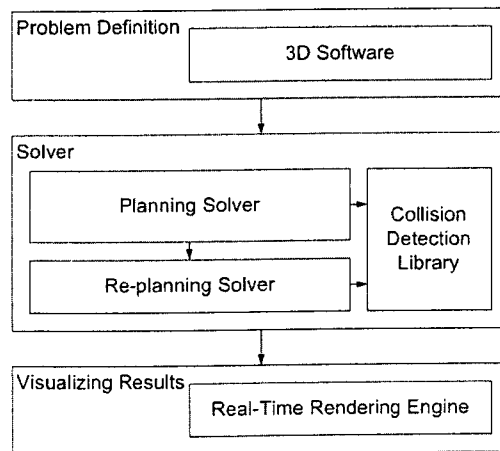 Problem Definition
3D Software
Solver
Planning Solver
Collision
Detection
Library
Re-planning Solver
Visualizing Results
Real-Time Rendering Engine